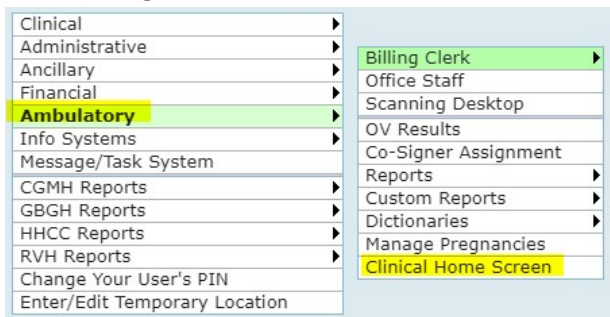 Clinical
Administrative
Ancillary
Financial
Ambulatory
Info Systems
Message/Task System
CGMH Reports
GBGH Reports
HHCC Reports
RVH Reports
Change Your User's PIN
Enter/Edit Temporary Location
Billing Clerk
Office Staff
Scanning Desktop
OV Results
Co-Signer Assignment
Reports
Custom Reports
Dictionaries
Manage Pregnancies
Clinical Home Screen